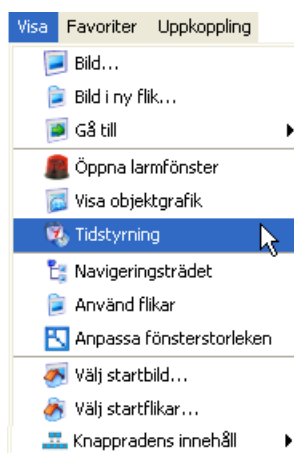 Visa Favoriter Uppkoppling
Bild...
Bild i ny flik...
Gå till
Öppna larmfönster
Visa objektgrafik
Tidstyrning
Navigeringsträdet
Använd flikar
Anpassa fönsterstorleken
Välj startbild...
Välj startflikar...
Knappradens innehåll